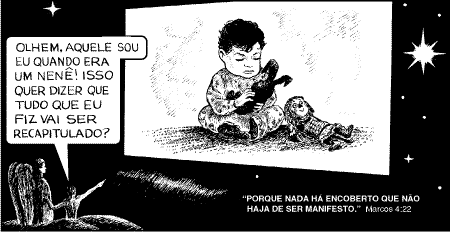 OLHEM, AQUELE SOU
EU QUANDO ERA
UM NENÊ! ISSO
QUER DIZER QUE
TUDO QUE EU
FIZ VAI SER
RECAPITULADO?
"PORQUE NADA HÁ ENCOBERTO QUE NÃO
HAJA DE SER MANIFESTO." Marcos 4:22